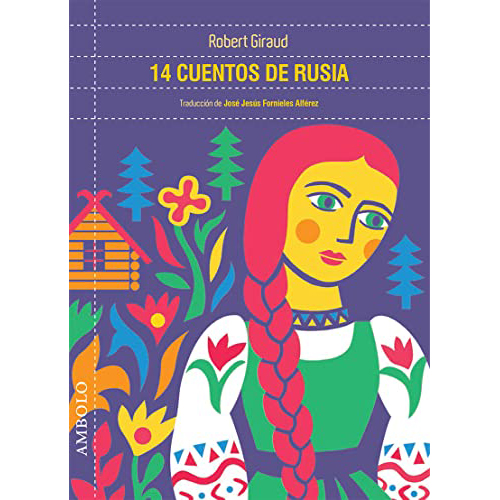 Robert Giraud
14 CUENTOS DE RUSIA
Traducción de José Jesús Fornieles Alférez
AMBOLO